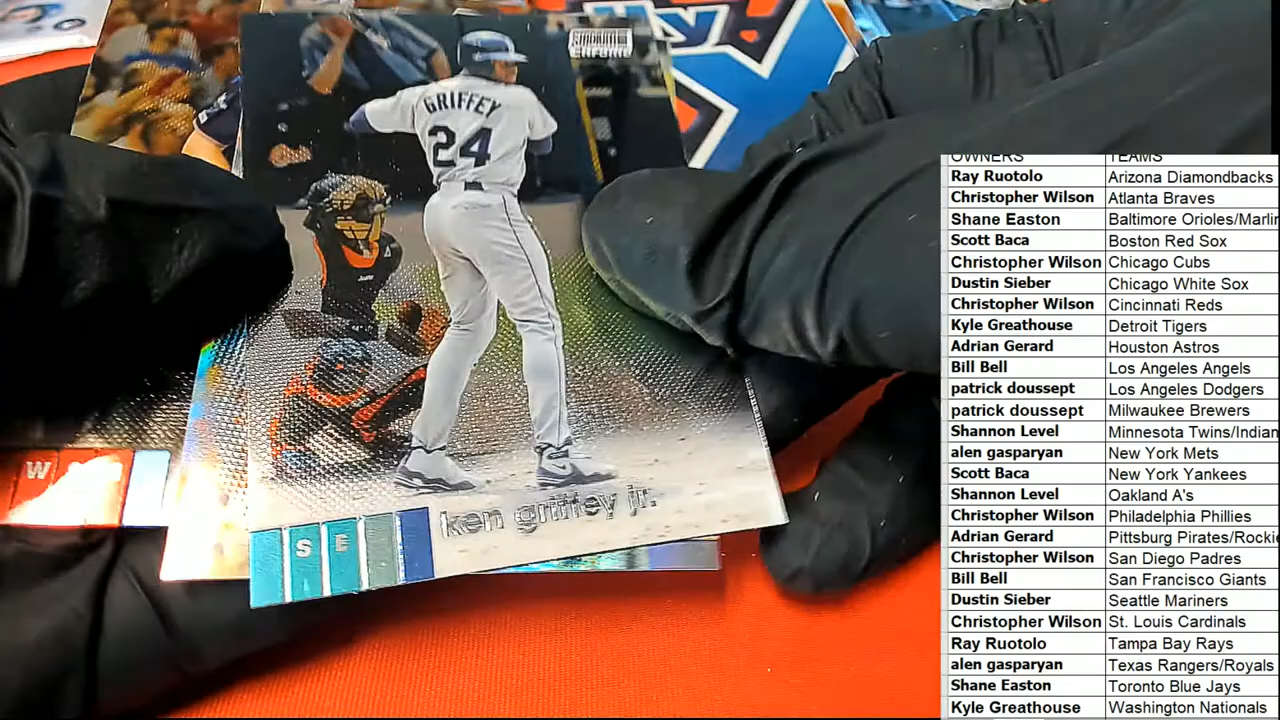 GRIFFEY
24
STADIUM CLUB
CHROME
W
S E
ken griffey jr.
OWNERS TEAMS
Ray Ruotolo Arizona Diamondbacks
Christopher Wilson Atlanta Braves
Shane Easton Baltimore Orioles/Marli
Scott Baca Boston Red Sox
Christopher Wilson Chicago Cubs
Dustin Sieber Chicago White Sox
Christopher Wilson Cincinnati Reds
Kyle Greathouse Detroit Tigers
Adrian Gerard Houston Astros
Bill Bell Los Angeles Angels
patrick doussept Los Angeles Dodgers
patrick doussept Milwaukee Brewers
Shannon Level Minnesota Twins/Indian
alen gasparyan New York Mets
Scott Baca New York Yankees
Shannon Level Oakland A's
Christopher Wilson Philadelphia Phillies
Adrian Gerard Pittsburg Pirates/Rocki
Christopher Wilson San Diego Padres
Bill Bell San Francisco Giants
Dustin Sieber Seattle Mariners
Christopher Wilson St. Louis Cardinals
Ray Ruotolo Tampa Bay Rays
alen gasparyan Texas Rangers/Royals
Shane Easton Toronto Blue Jays
Kyle Greathouse Washington Nationals